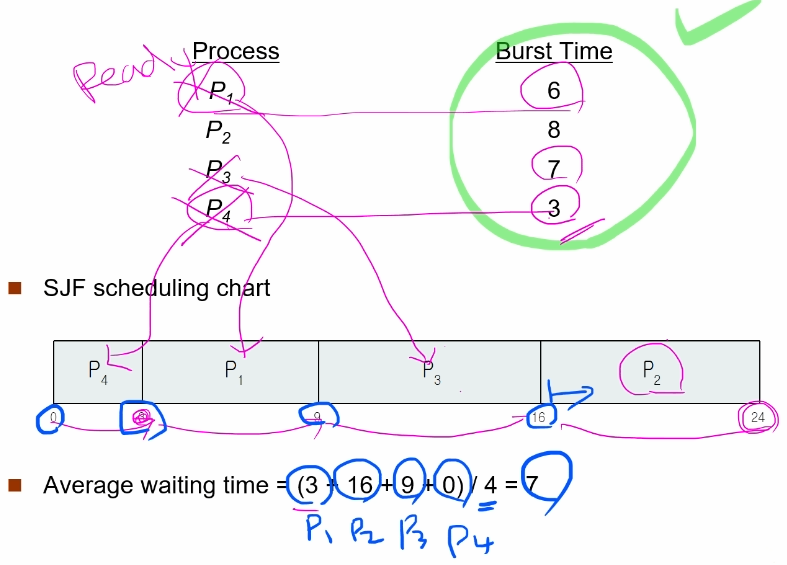 Ready
Process Burst Time
P1 6
P2 8
P3 7
P4 3
SJF scheduling chart
P4 P1 P3 P2
0 3 9 16 24
Average waiting time = (3 + 16 + 9 + 0) / 4 = 7
P1 P2 P3 P4